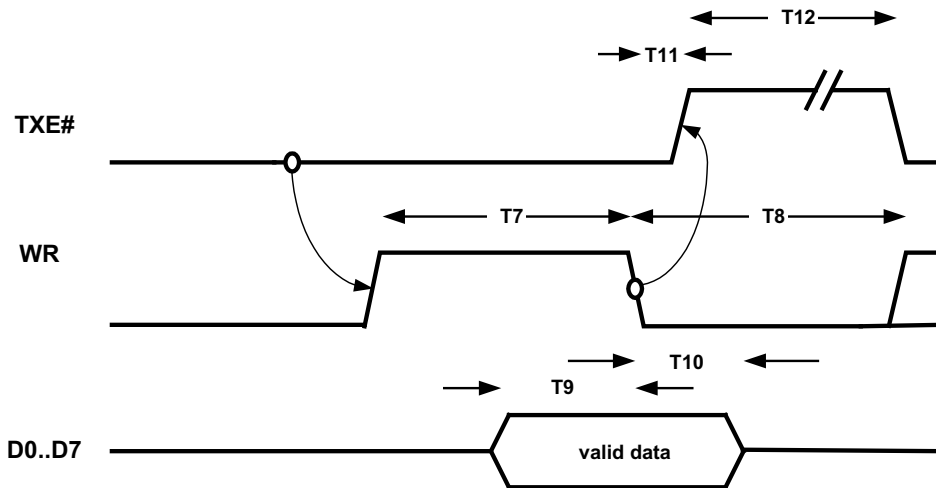 T12
T11
TXE#
T7
T8
WR
T10
T9
D0..D7
valid data